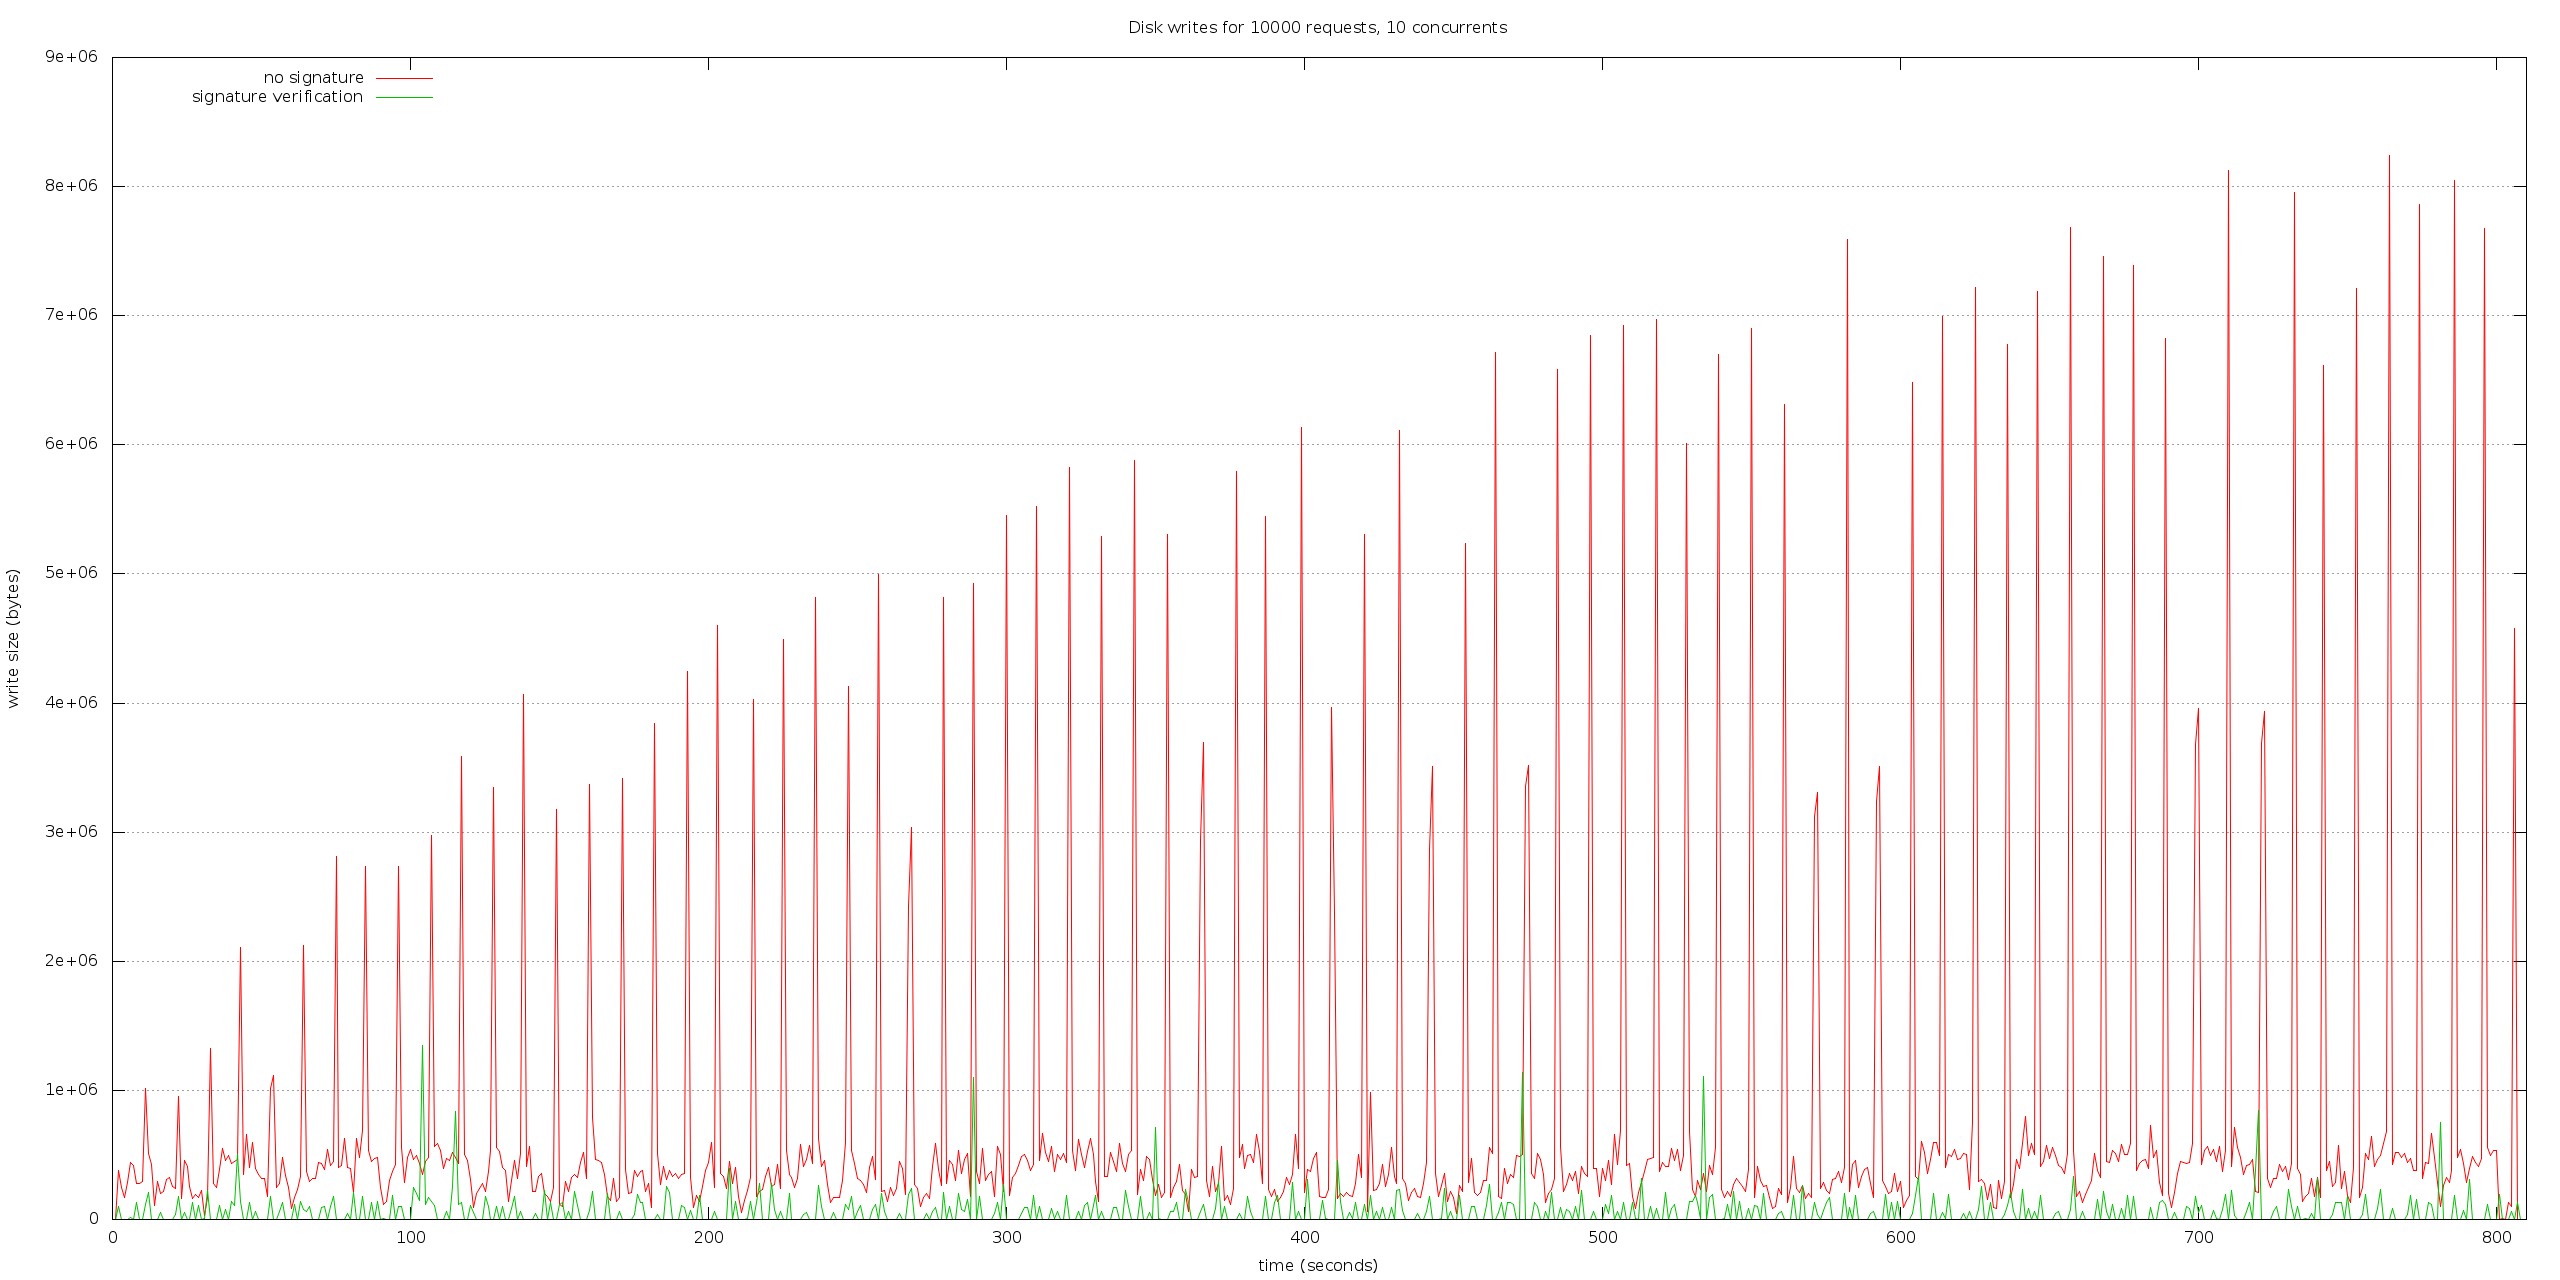 Disk writes for 10000 requests, 10 concurrents
no signature
signature verification
9e+06
8e+06
7e+06
6e+06
5e+06
4e+06
3e+06
2e+06
1e+06
0
write size (bytes)
0 100 200 300 400 500 600 700 800
time (seconds)